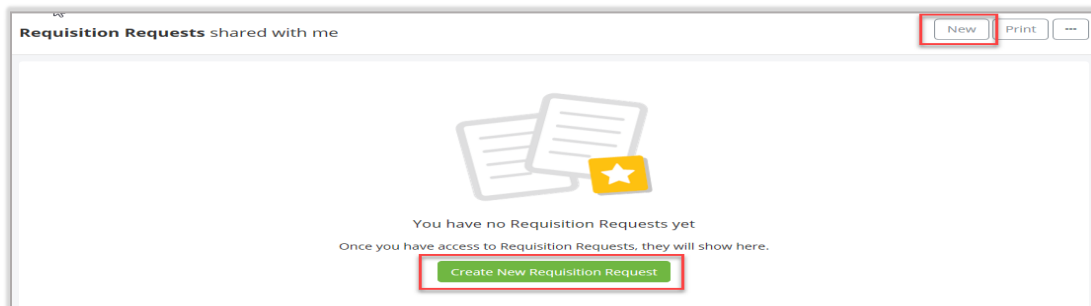 Requisition Requests shared with me
New
Print
---
You have no Requisition Requests yet
Once you have access to Requisition Requests, they will show here.
Create New Requisition Request